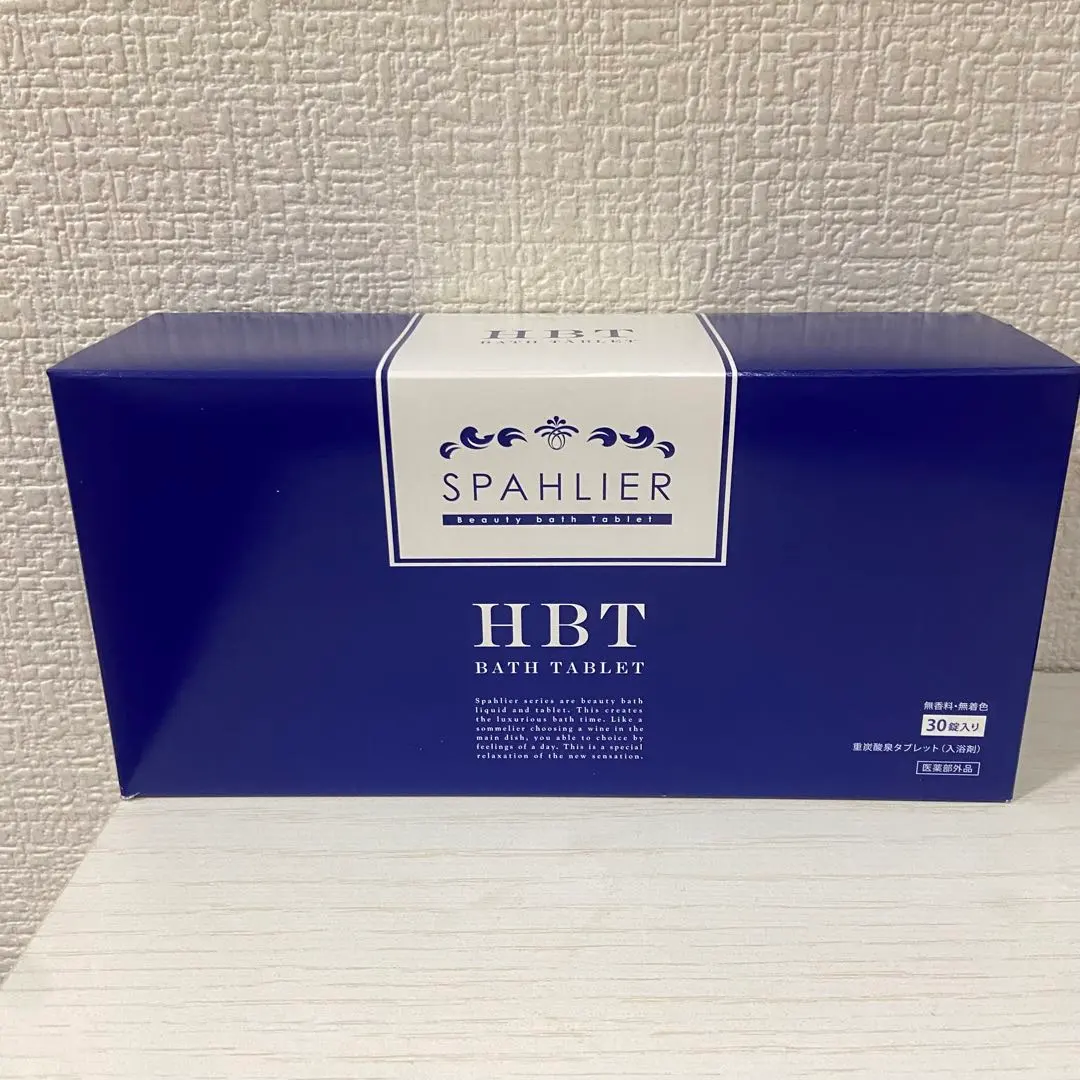 HBT
BATH TABLET
SPAHLIER
Beauty bath Tablet
HBT
BATH TABLET
Spahlier series are beauty bath
liquid and tablet. This creates
the luxurious bath time. Like a
sommelier choosing a wine in the
main dish, you able to choice by
feelings of a day. This is a special
relaxation of the new sensation.
無香料・無着色
30錠入り
重炭酸泉タブレット(入浴剤)
医薬部外品